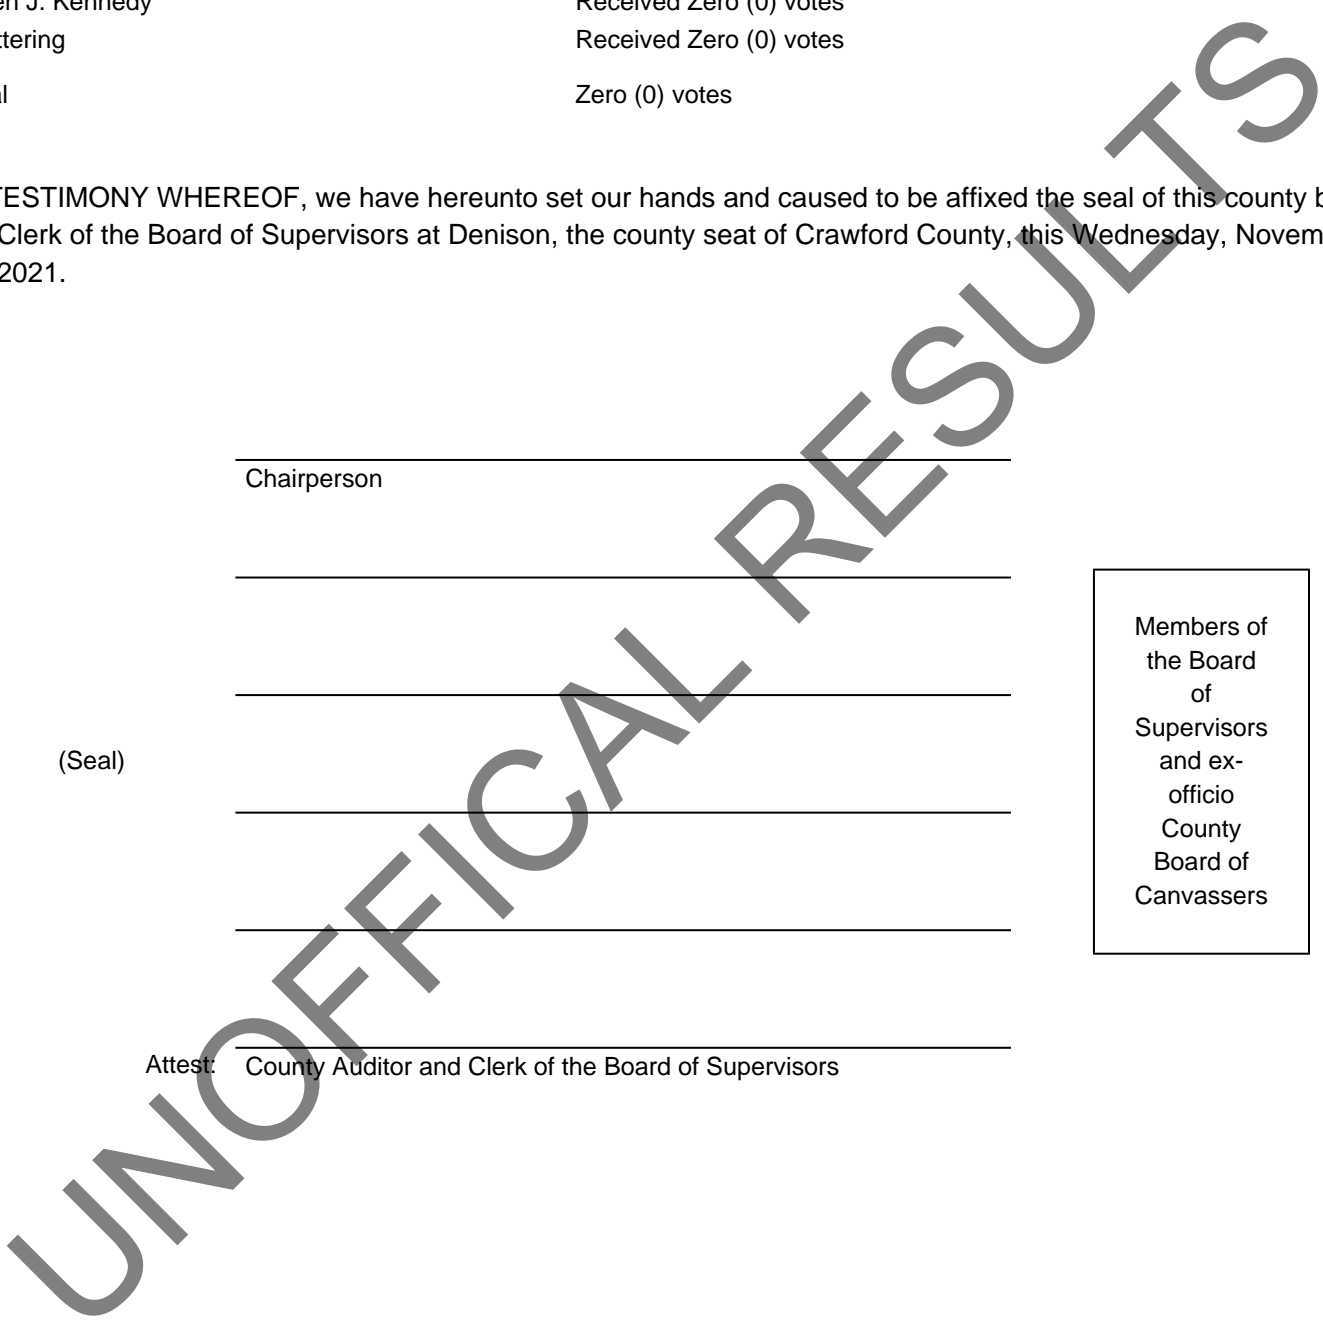 en J. Kennedy Received Zero (0) votes
ttering Received Zero (0) votes
al Zero (0) votes
TESTIMONY WHEREOF, we have hereunto set our hands and caused to be affixed the seal of this county b
Clerk of the Board of Supervisors at Denison, the county seat of Crawford County, this Wednesday, Novem
2021.
Chairperson
Members of
the Board
of
Supervisors
and ex-
officio
County
Board of
Canvassers
(Seal)
Attest: County Auditor and Clerk of the Board of Supervisors
UNOFFICAL RESULTS